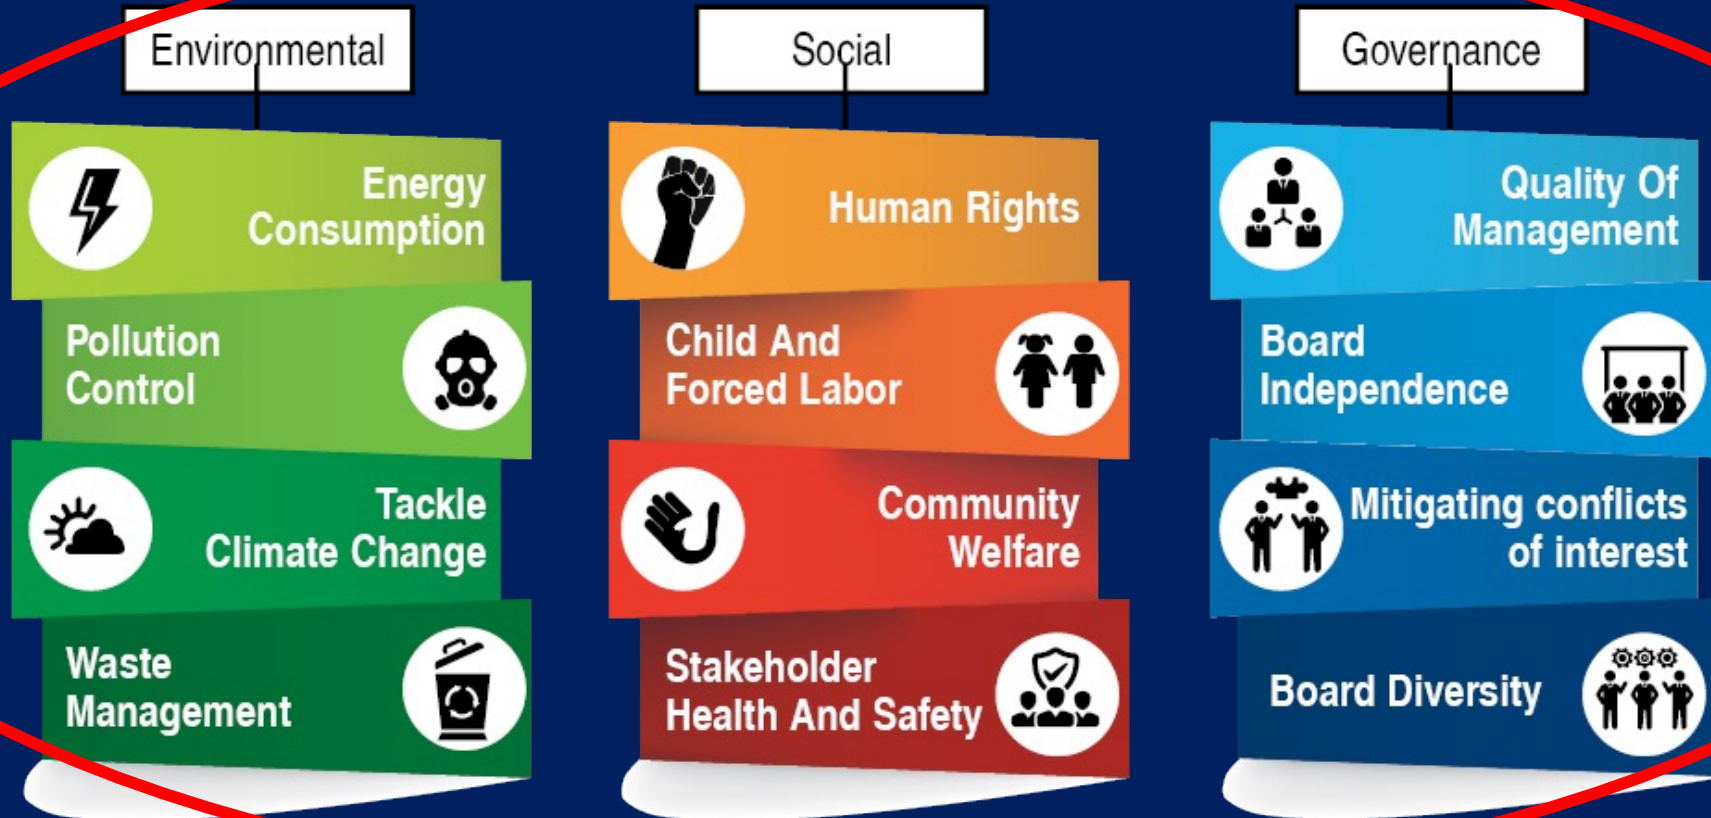 Environmental
Energy
Consumption
Pollution
Control
Tackle
Climate Change
Waste
Management
Social
Human Rights
Child And
Forced Labor
Community
Welfare
Stakeholder
Health And Safety
Governance
Quality Of
Management
Board
Independence
Mitigating conflicts
of interest
Board Diversity